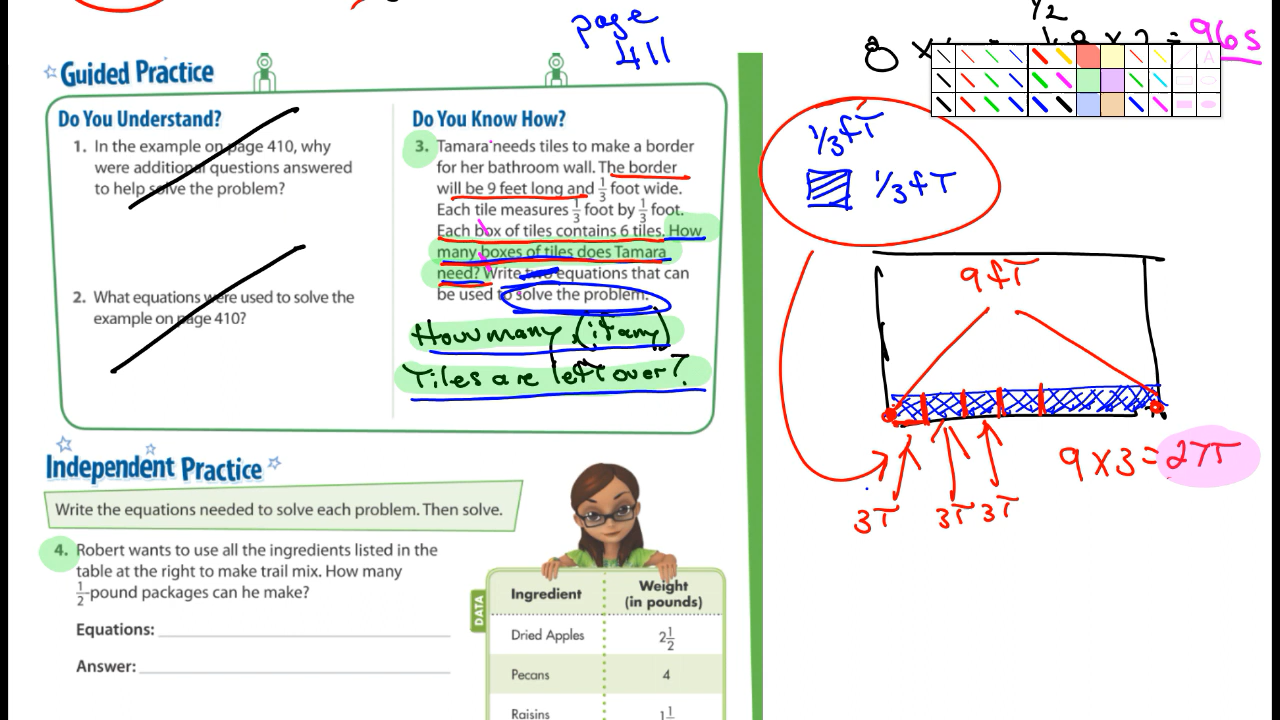 page
411
1/2
8 x
= 965
Guided Practice
Do You Understand?
1. In the example on page 410, why
were additional questions answered
to help solve the problem?
2. What equations were used to solve the
example on page 410?
Do You Know How?
3. Tamara needs tiles to make a border
for her bathroom wall. The border
will be 9 feet long and 1/3 foot wide.
Each tile measures 1/3 foot by 1/3 foot.
Each box of tiles contains 6 tiles. How
many boxes of tiles does Tamara
need? Write two equations that can
be used to solve the problem.
How many (if any)
Tiles are left over?
1/3 fT
1/3 fT
9 fT
3T 3T 3T
9 x 3 = 27T
Independent Practice
Write the equations needed to solve each problem. Then solve.
4. Robert wants to use all the ingredients listed in the
table at the right to make trail mix. How many
1/2-pound packages can he make?
Equations:
Answer:
DATA
Ingredient Weight
(in pounds)
Dried Apples 2 1/2
Pecans 4
Raisins
A